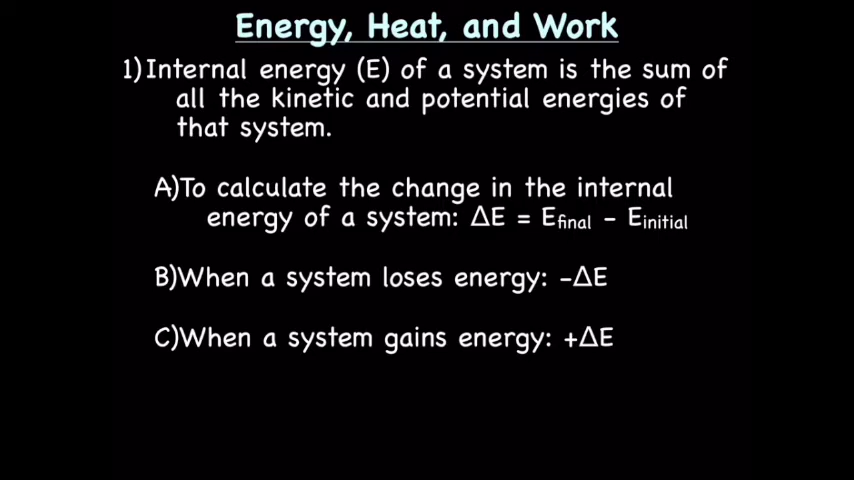 Energy, Heat, and Work
1)Internal energy (E) of a system is the sum of
all the kinetic and potential energies of
that system.
A)To calculate the change in the internal
energy of a system: ΔE = Efinal – Einitial
B)When a system loses energy: –ΔE
C)When a system gains energy: +ΔE